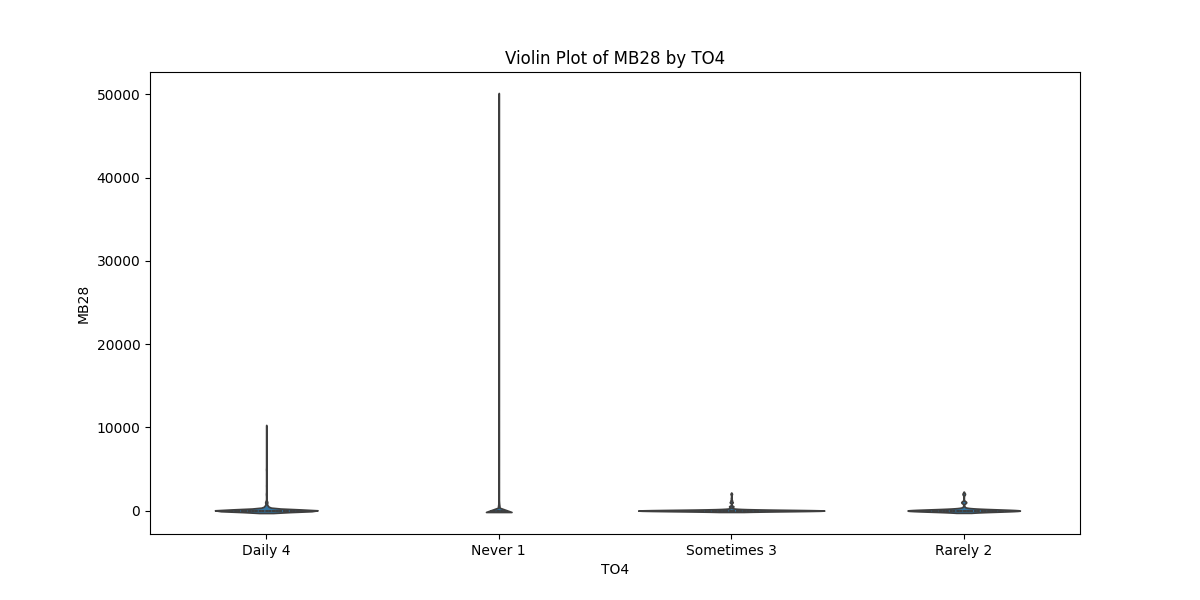 Violin Plot of MB28 by TO4
50000
40000
30000
20000
10000
0
MB28
Daily 4
Never 1
Sometimes 3
Rarely 2
TO4